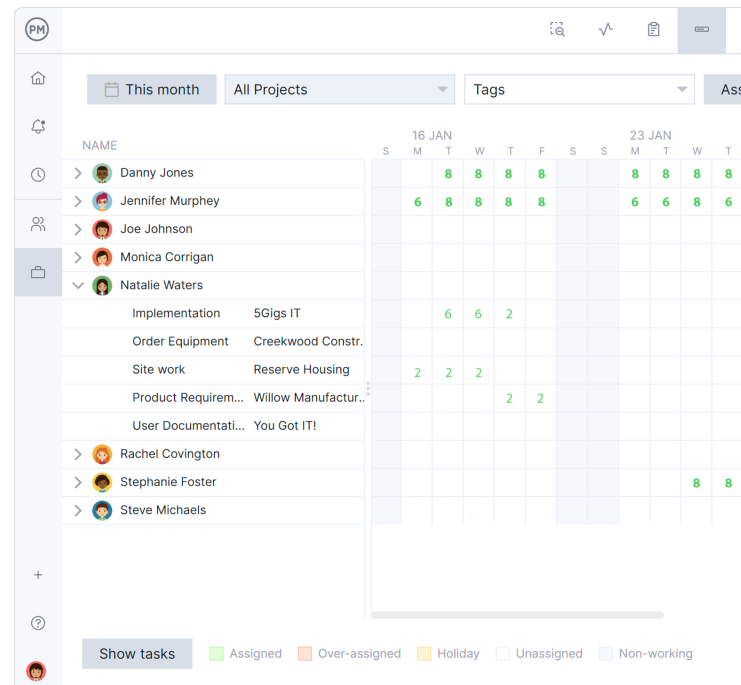 PM
This month
All Projects
Tags
Ass
NAME
16 JAN
23 JAN
S M T W T F S S M T W T
Danny Jones 8 8 8 8 8 8 8 8
Jennifer Murphey 6 8 8 8 8 6 6 8 6
Joe Johnson
Monica Corrigan
Natalie Waters
Implementation 5Gigs IT 6 6 2
Order Equipment Creekwood Constr.
Site work Reserve Housing 2 2 2
Product Requirem... Willow Manufactur.. 2 2
User Documentati... You Got IT!
Rachel Covington
Stephanie Foster 8 8
Steve Michaels
Show tasks
Assigned
Over-assigned
Holiday
Unassigned
Non-working